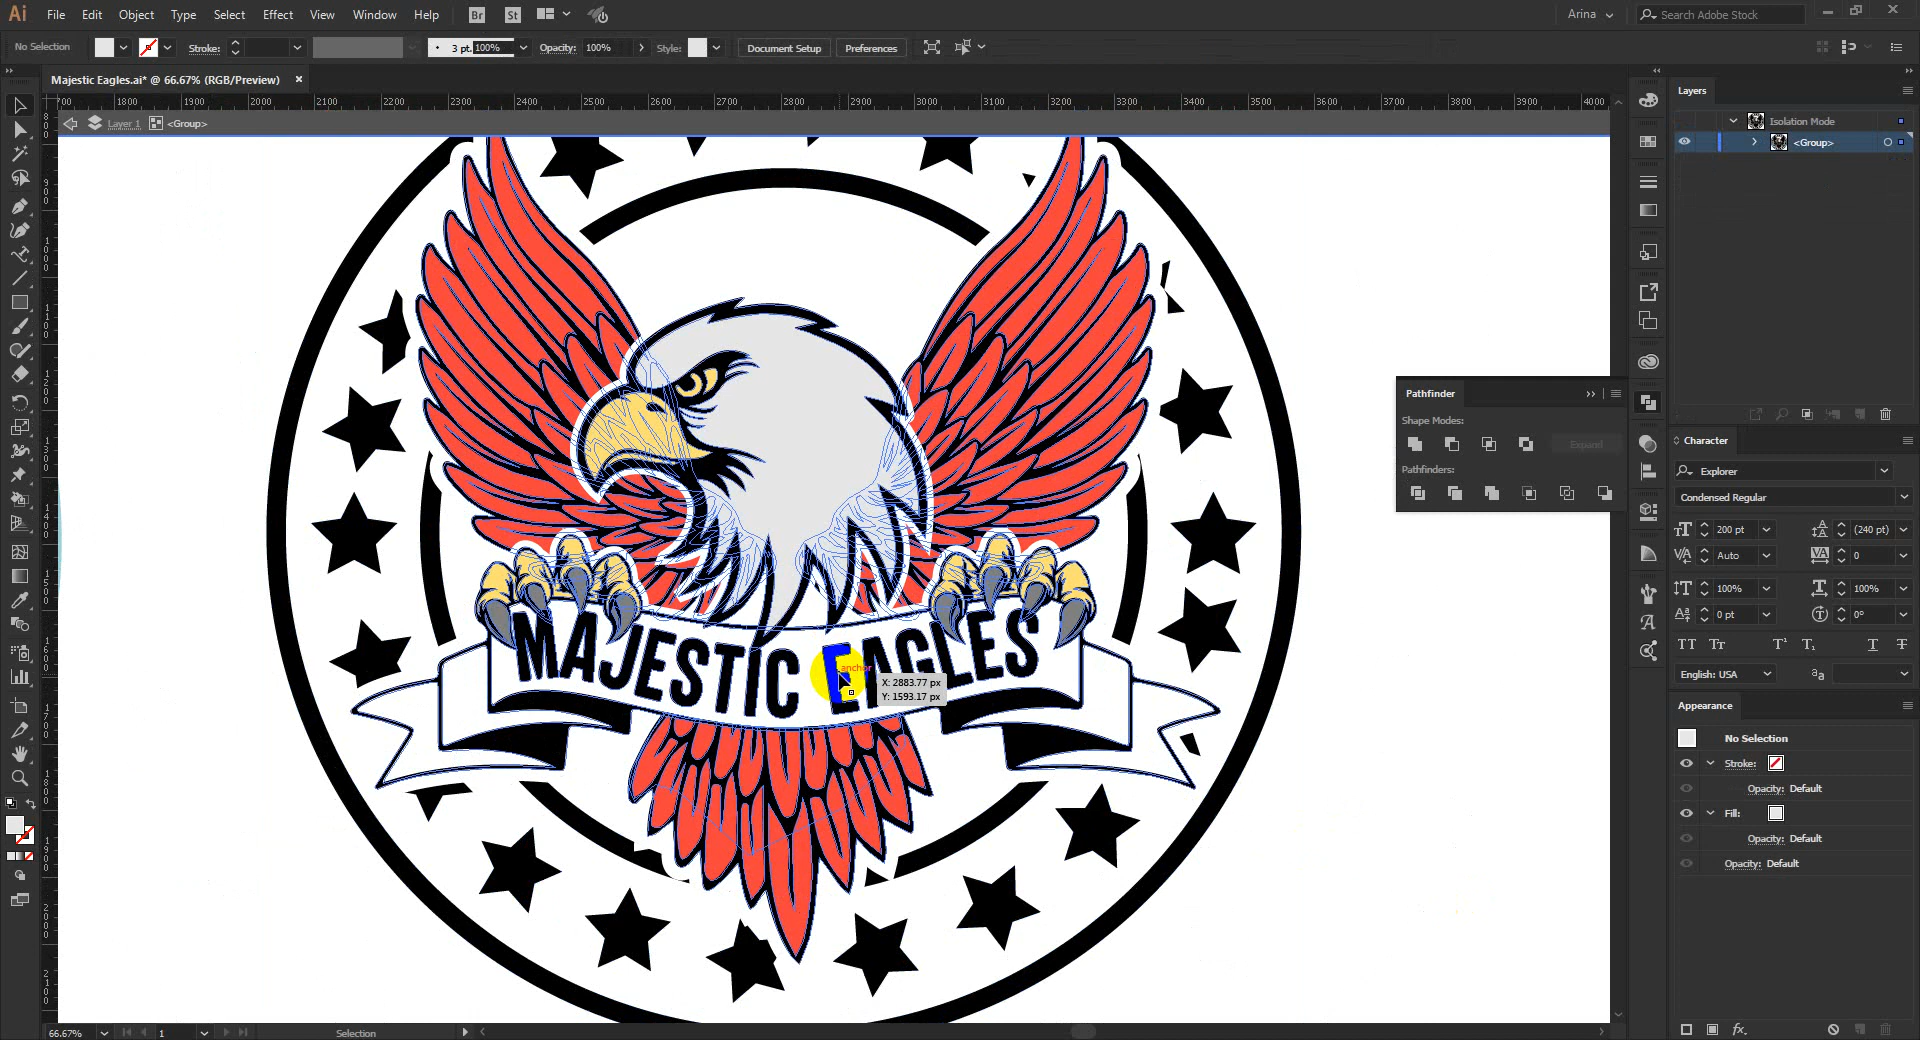 Ai File Edit Object Type Select Effect View Window Help Br St Arina Search Adobe Stock
No Selection Stroke: 3 pt. 100% Opacity: 100% Style: Document Setup Preferences
Majestic Eagles.ai* @ 66.67% (RGB/Preview) ×
1800 1900 2000 2100 2200 2300 2400 2500 2600 2700 2800 2900 3000 3100 3200 3300 3400 3500 3600 3700 3800 3900 4000
Layer 1 <Group>
MAJESTIC EAGLES
anchor
X: 2883.77 px
Y: 1593.17 px
Pathfinder
Shape Modes:
Expand
Pathfinders:
Layers
Isolation Mode
<Group>
Character
Explorer
Condensed Regular
200 pt (240 pt)
Auto 0
100% 100%
0 pt 0°
English: USA
Appearance
No Selection
Stroke:
Opacity: Default
Fill:
Opacity: Default
Opacity: Default
fx.
66.67% 1 Selection